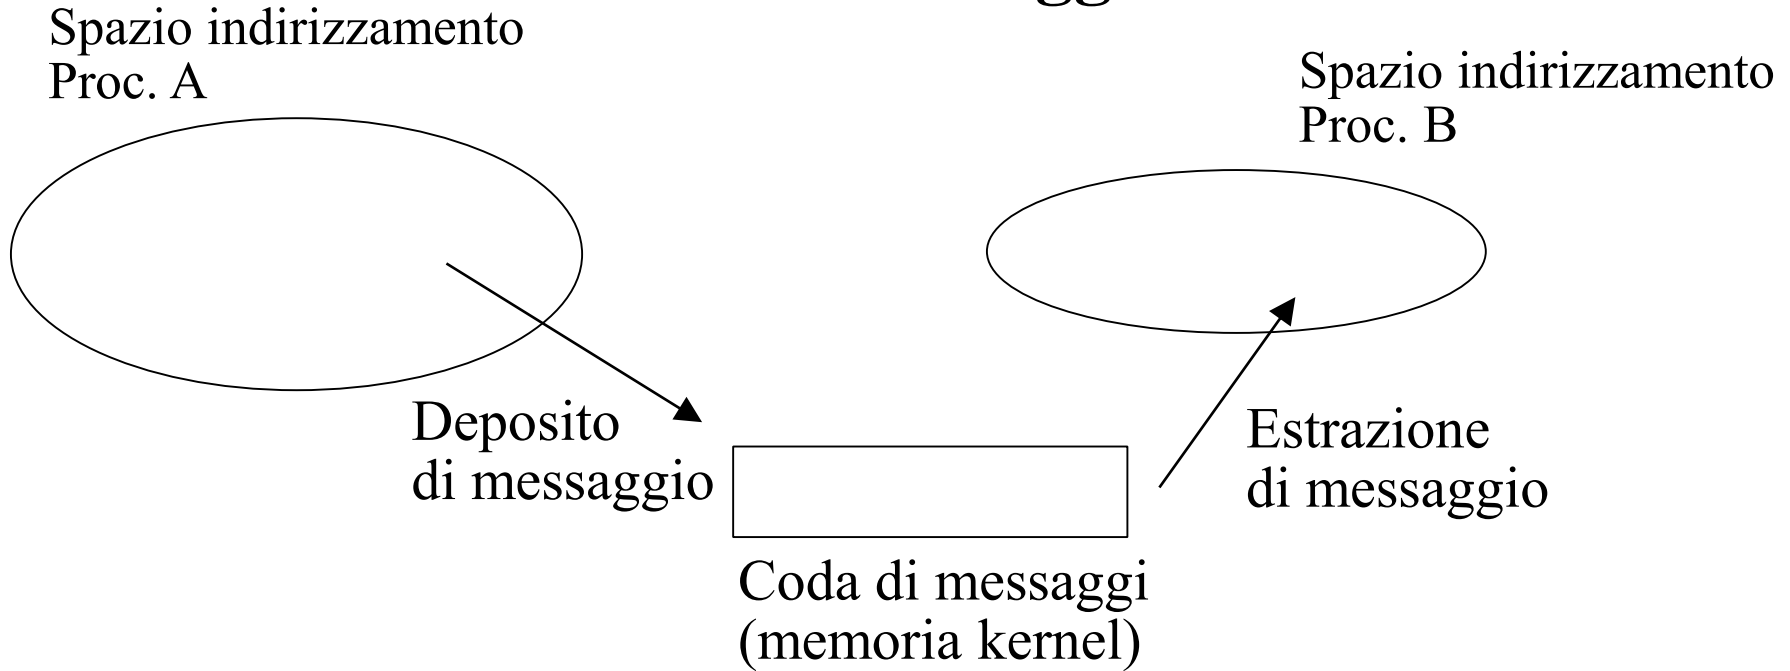 Spazio indirizzamento
Proc. A
Spazio indirizzamento
Proc. B
Deposito
di messaggio
Estrazione
di messaggio
Coda di messaggi
(memoria kernel)